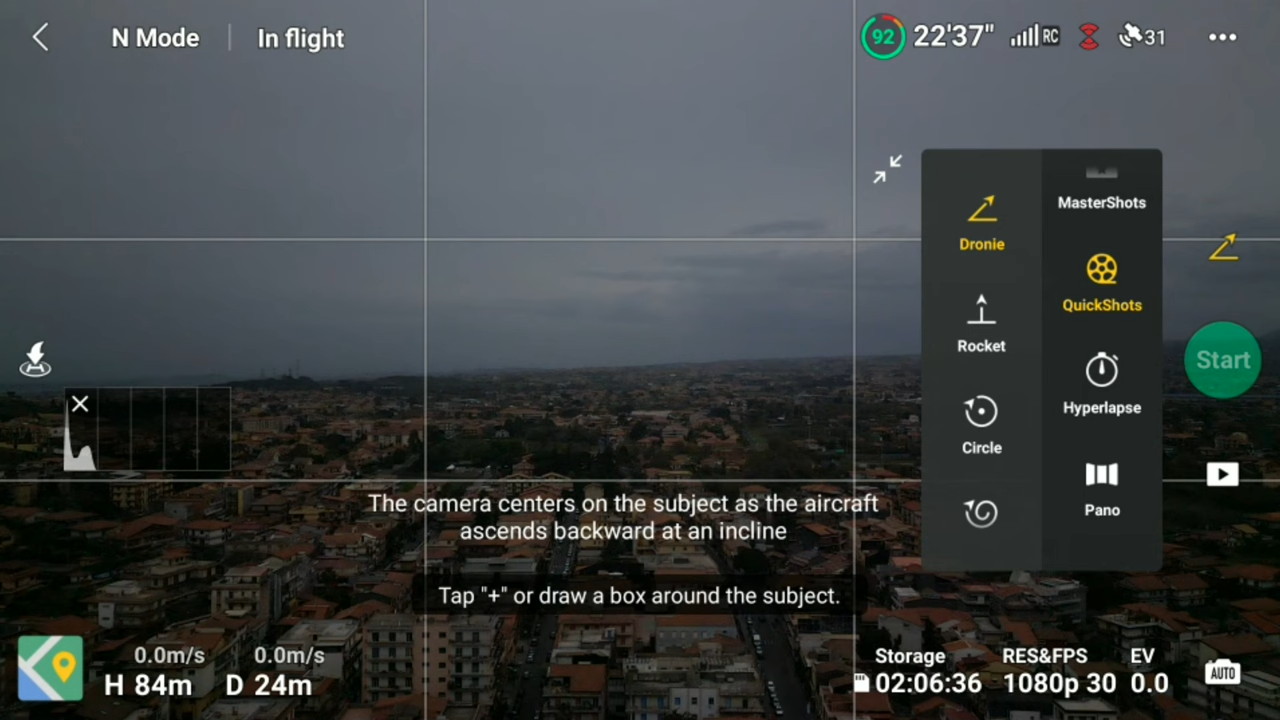 N Mode
In flight
92
22'37"
RC
31
MasterShots
Dronie
QuickShots
Rocket
Start
Hyperlapse
Circle
Pano
The camera centers on the subject as the aircraft
ascends backward at an incline
Tap "+" or draw a box around the subject.
0.0m/s
0.0m/s
H 84m
D 24m
Storage
RES&FPS
EV
02:06:36
1080p 30
0.0
AUTO